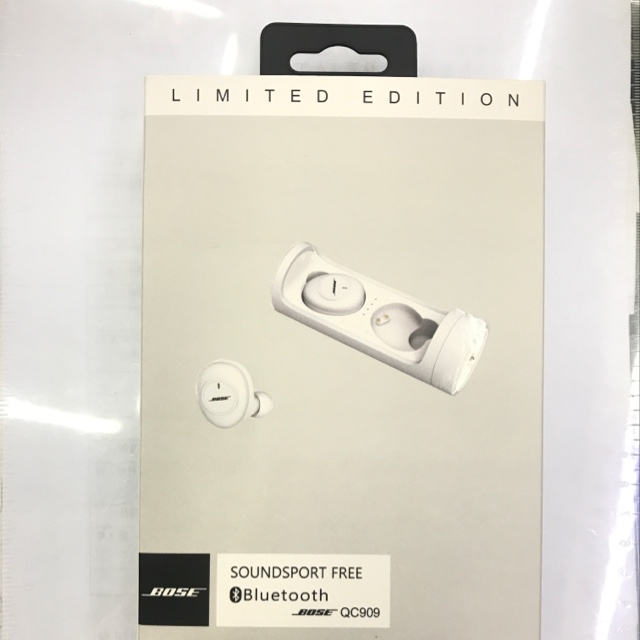 LIMITED EDITION
BOSE
BOSE
SOUNDSPORT FREE
Bluetooth
BOSE QC909